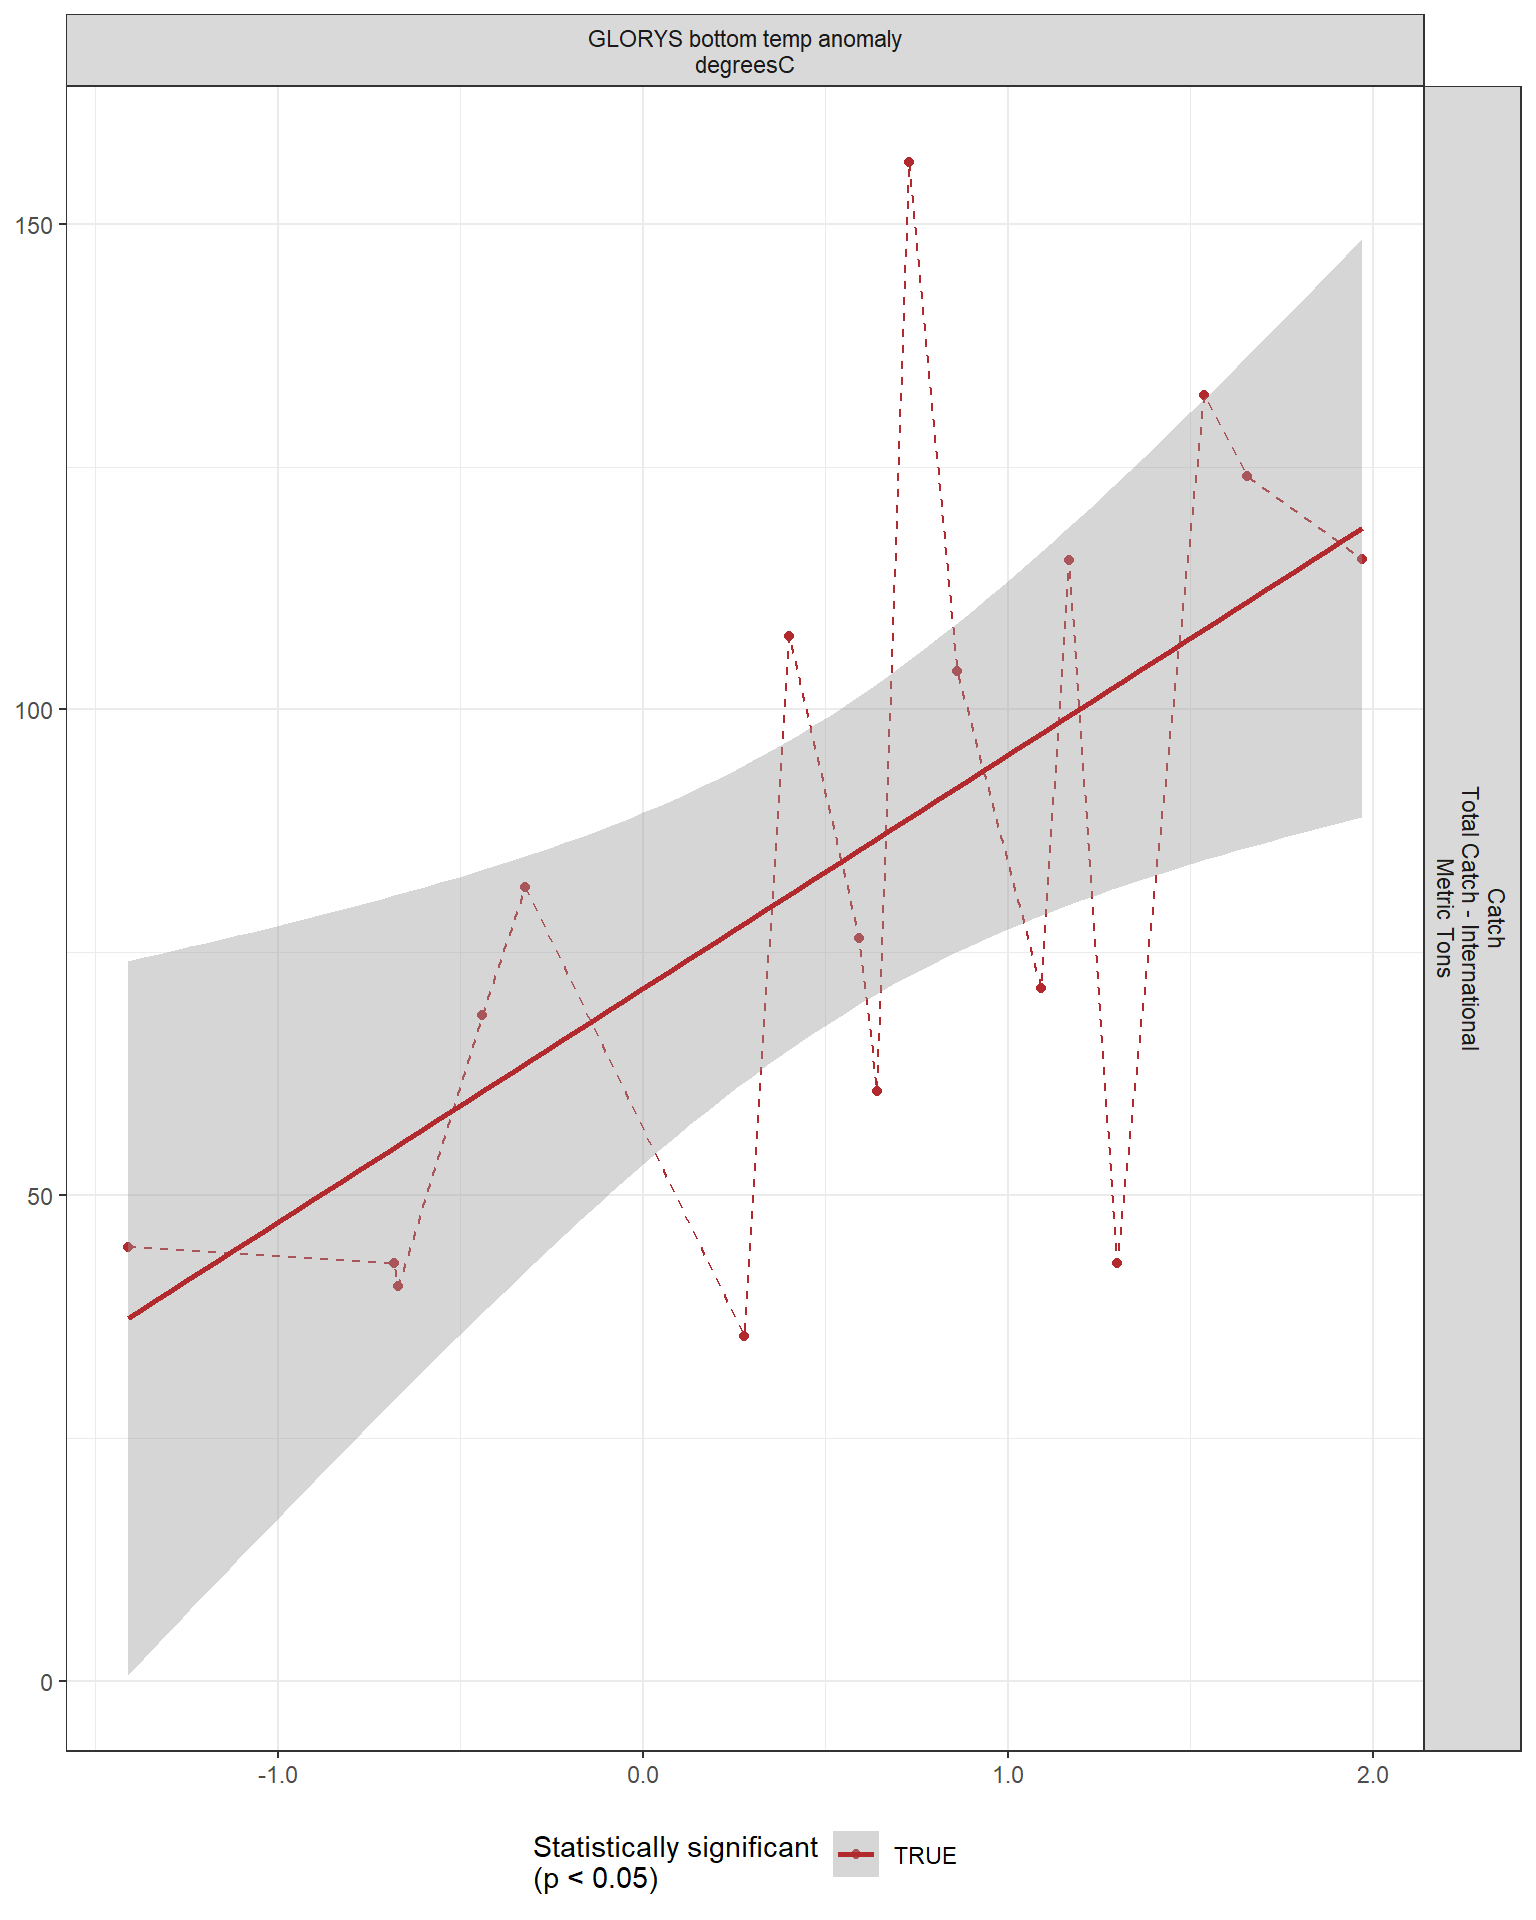 GLORYS bottom temp anomaly
degreesC
150
100
50
0
Catch
Total Catch - International
Metric Tons
-1.0
0.0
1.0
2.0
Statistically significant
(p < 0.05)
TRUE